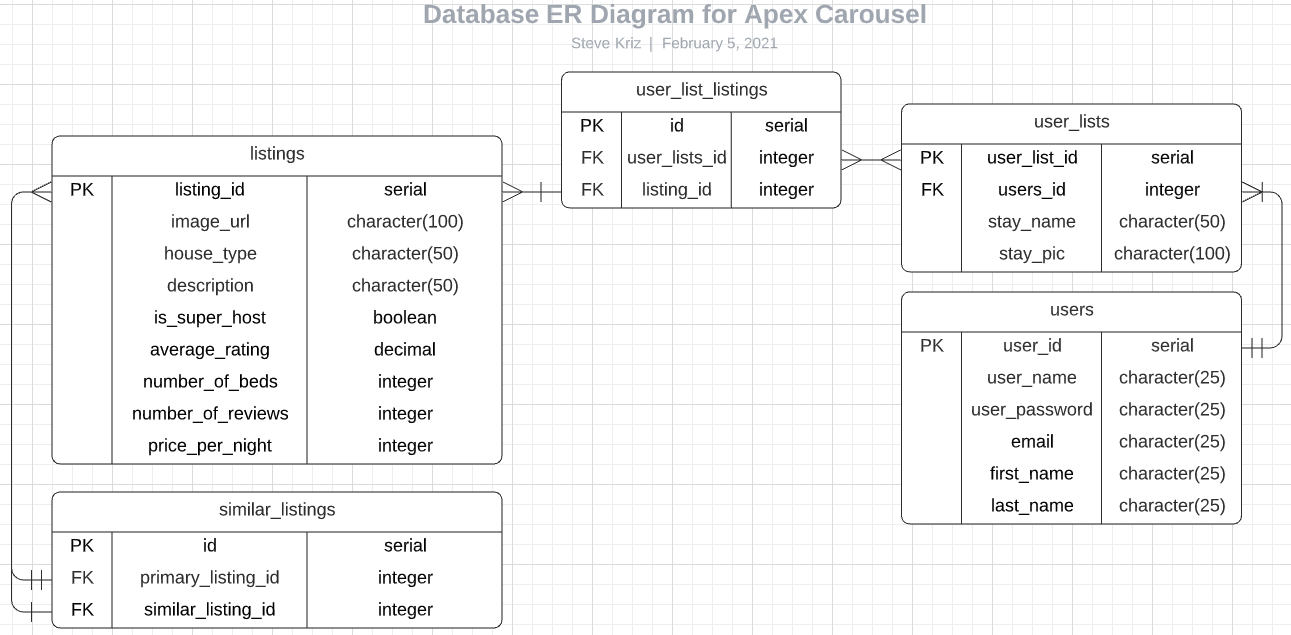 Database ER Diagram for Apex Carousel
Steve Kriz | February 5, 2021
user_list_listings
PK id serial
FK user_lists_id integer
FK listing_id integer
user_lists
PK user_list_id serial
FK users_id integer
stay_name character(50)
stay_pic character(100)
listings
PK listing_id serial
image_url character(100)
house_type character(50)
description character(50)
is_super_host boolean
average_rating decimal
number_of_beds integer
number_of_reviews integer
price_per_night integer
users
PK user_id serial
user_name character(25)
user_password character(25)
email character(25)
first_name character(25)
last_name character(25)
similar_listings
PK id serial
FK primary_listing_id integer
FK similar_listing_id integer